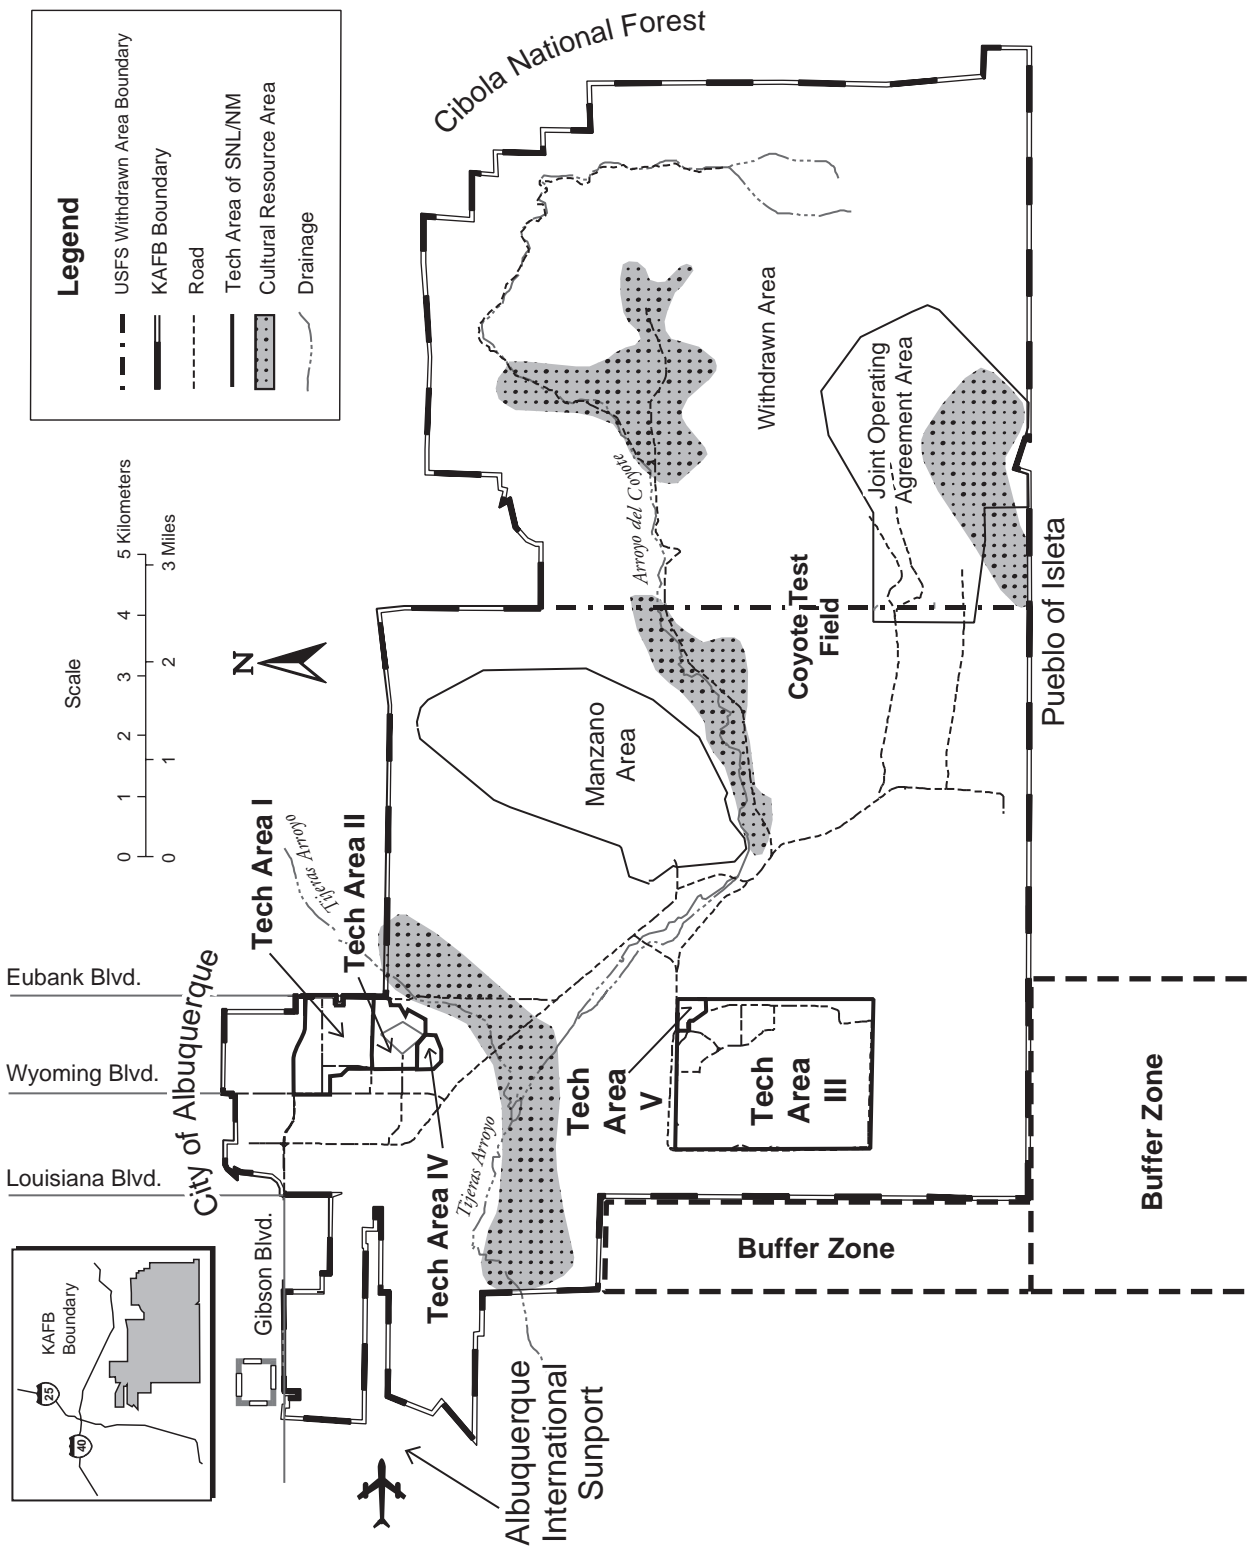 Legend
USFS Withdrawn Area Boundary
KAFB Boundary
Road
Tech Area of SNL/NM
Cultural Resource Area
Drainage
Scale
0 1 2 3 4 5 Kilometers
0 1 2 3 Miles
N
KAFB
Boundary
25
40
Eubank Blvd.
Wyoming Blvd.
Louisiana Blvd.
Gibson Blvd.
City of Albuquerque
Cibola National Forest
Tech Area I
Tijeras Arroyo
Tech Area II
Tech Area IV
Tijeras Arroyo
Albuquerque
International
Sunport
Manzano
Area
Arroyo del Coyote
Withdrawn Area
Tech
Area
V
Tech
Area
III
Coyote Test
Field
Joint Operating
Agreement Area
Pueblo of Isleta
Buffer Zone
Buffer Zone